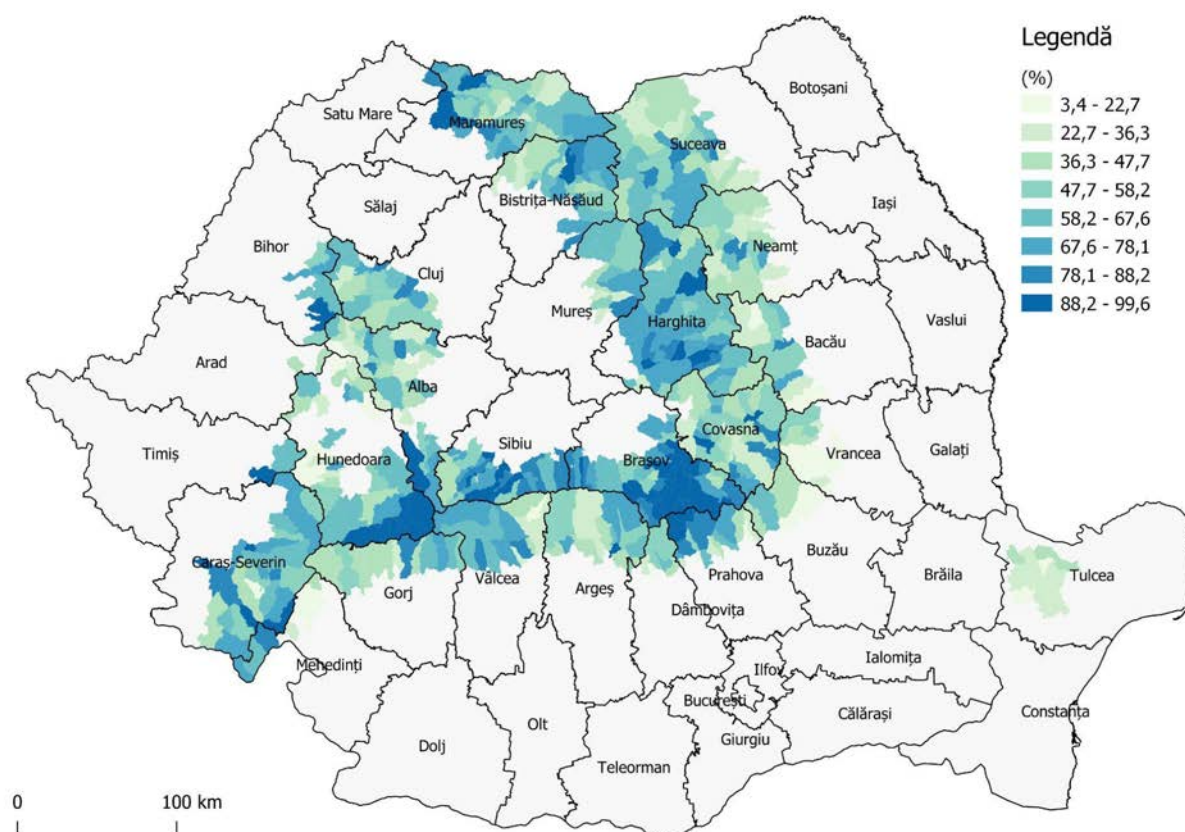 Legendă
(%)
3,4 - 22,7
22,7 - 36,3
36,3 - 47,7
47,7 - 58,2
58,2 - 67,6
67,6 - 78,1
78,1 - 88,2
88,2 - 99,6
Botoșani
Satu Mare
Maramureș
Suceava
Iași
Bistrița-Năsăud
Sălaj
Bihor
Neamț
Cluj
Mureș
Harghita
Vaslui
Bacău
Arad
Alba
Covasna
Sibiu
Timiș
Hunedoara
Brașov
Vrancea
Galați
Caraș-Severin
Buzău
Prahova
Brăila
Tulcea
Vâlcea
Argeș
Gorj
Dâmbovița
Mehedinți
Ialomița
Ilfov
București
Călărași
Constanța
Olt
Giurgiu
Dolj
Teleorman
0 100 km